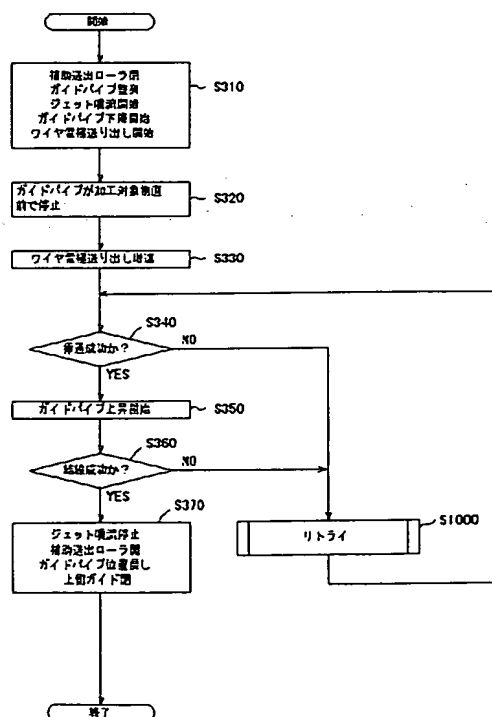 開始
補助送出ローラ閉
ガイドパイプ整列
ジェット噴流開始
ガイドパイプ下降開始
ワイヤ電極送り出し開始
S310
ガイドパイプが加工対象物直
前で停止
S320
ワイヤ電極送り出し増速
S330
S340
挿通成功か?
NO
YES
ガイドパイプ上昇開始
S350
S360
結線成功か?
NO
YES
S370
ジェット噴流停止
補助送出ローラ開
ガイドパイプ位置戻し
上側ガイド閉
S1000
リトライ
終了